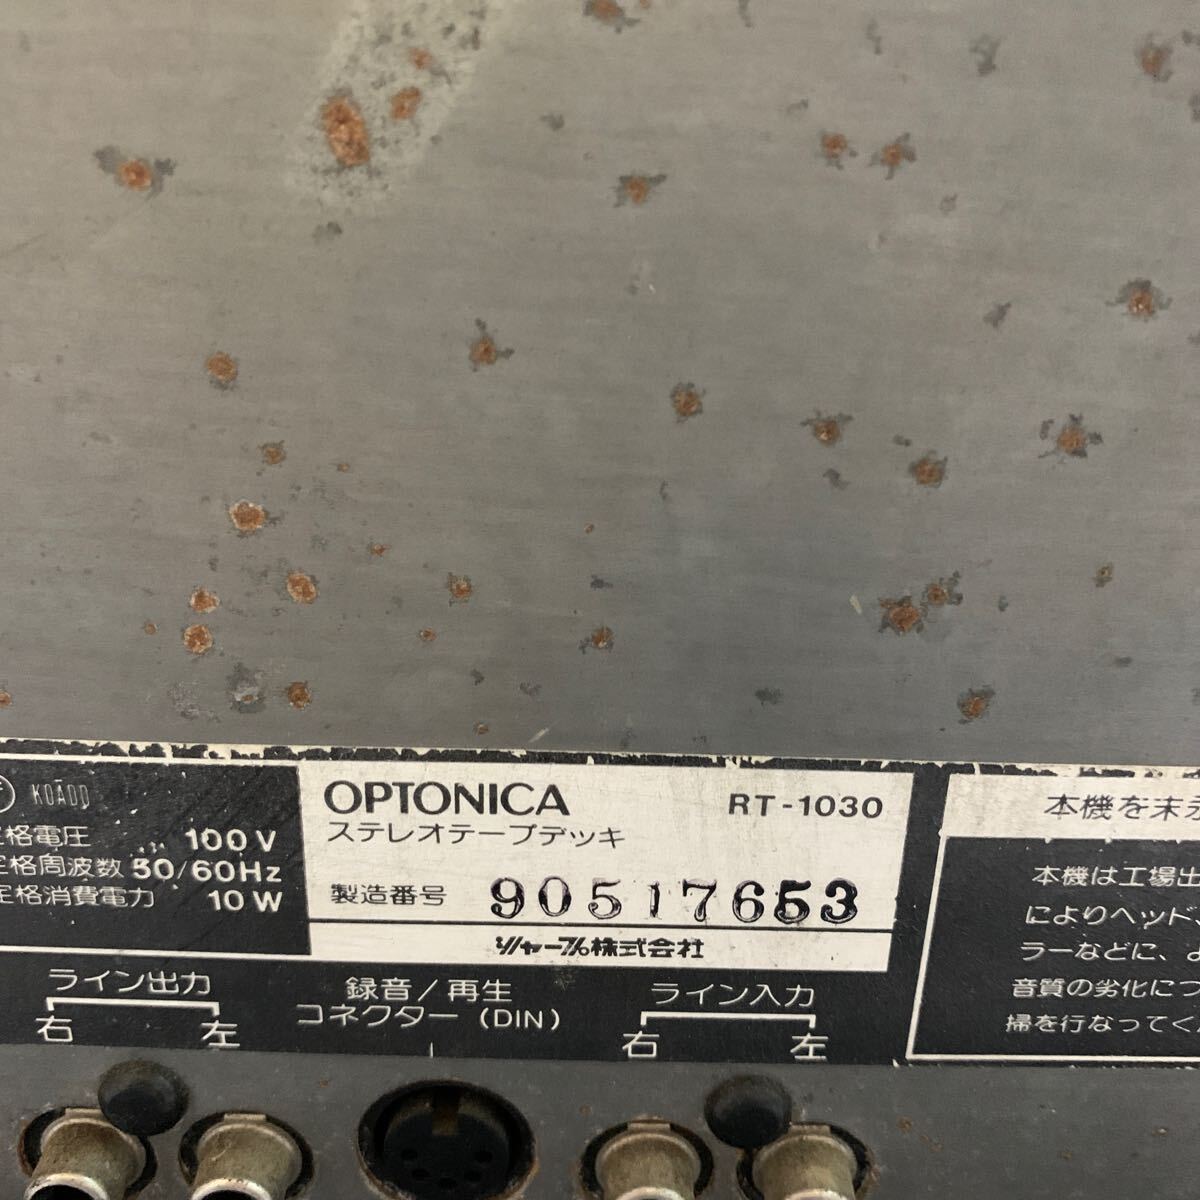 KOADD
格電圧 100V
格周波数 50/60Hz
格消費電力 10W
OPTONICA RT-1030
ステレオテープデッキ
製造番号 90517653
シャープ株式会社
本機を末永
本機は工場出
によりヘッド
ラーなどに、よ
音質の劣化につ
掃を行なってく
ライン出力
右 左
録音/再生
コネクター (DIN)
ライン入力
右 左